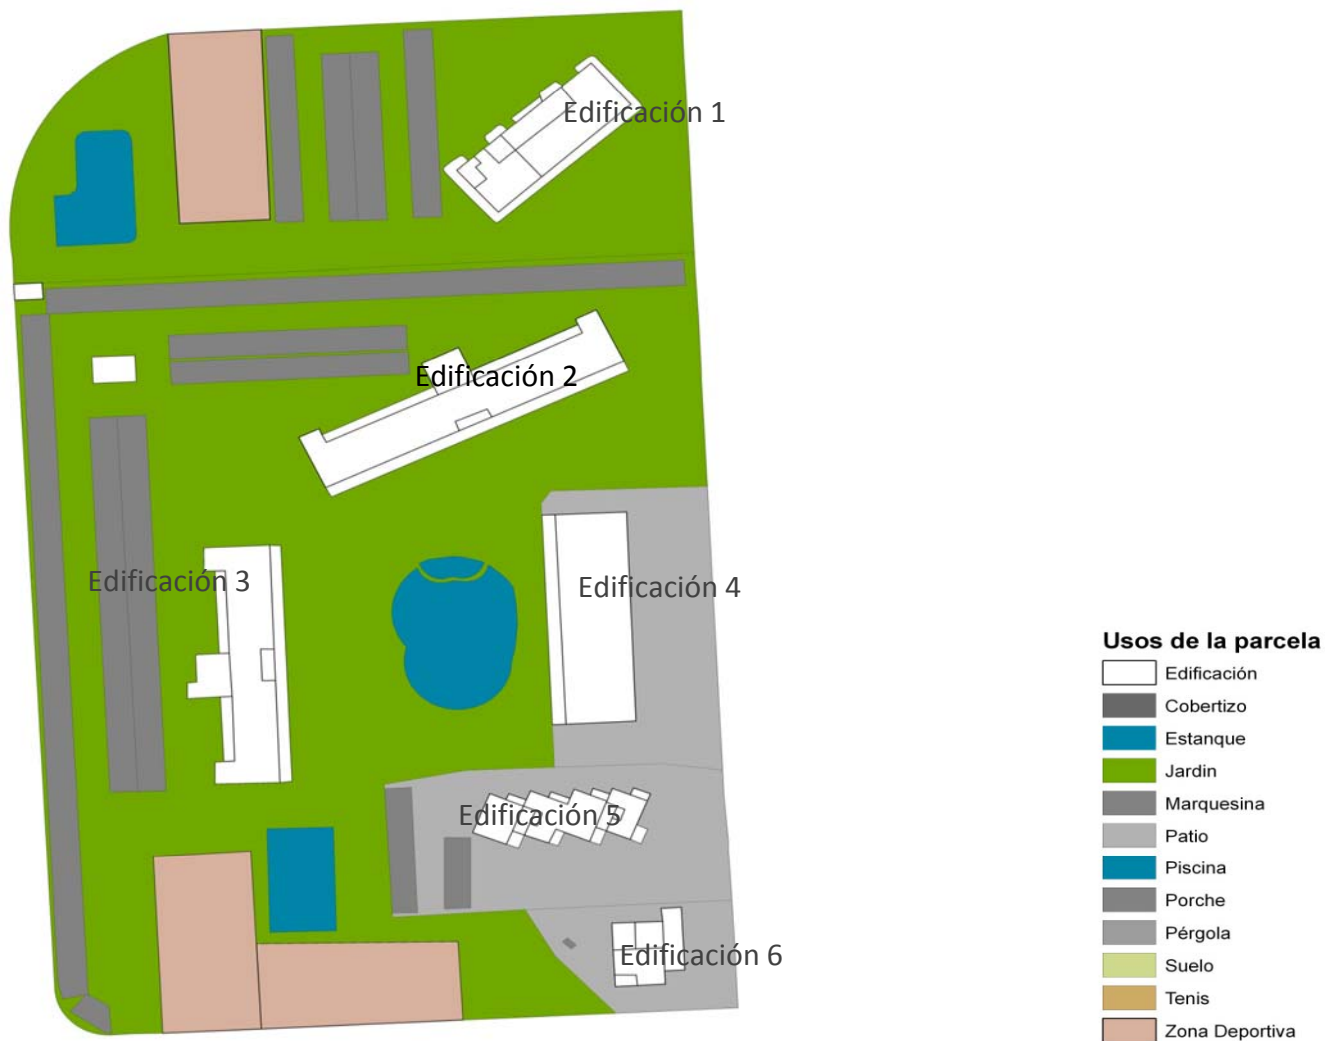 Edificación 1
Edificación 2
Edificación 3
Edificación 4
Edificación 5
Edificación 6
Usos de la parcela
Edificación
Cobertizo
Estanque
Jardin
Marquesina
Patio
Piscina
Porche
Pérgola
Suelo
Tenis
Zona Deportiva